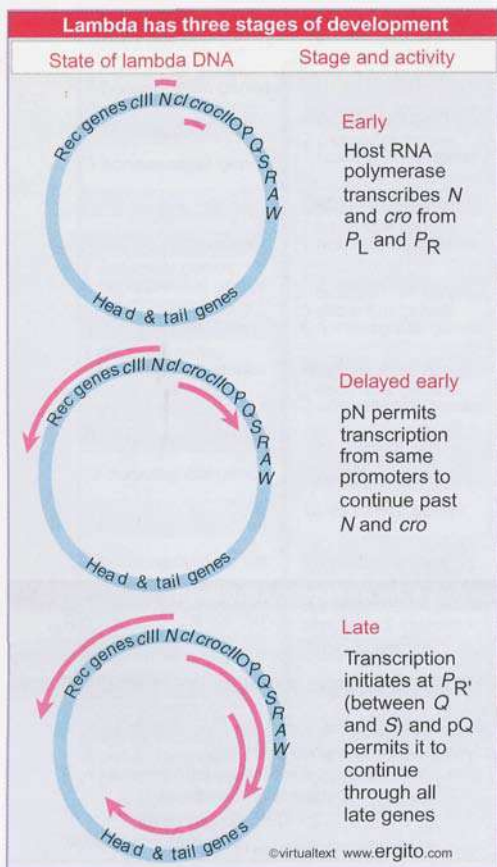 Lambda has three stages of development
State of lambda DNA
Stage and activity
Rec genes cIII N cI cro cII O P Q S R A W
Head & tail genes
Early
Host RNA
polymerase
transcribes N
and cro from
PL and PR
Rec genes cIII N cI cro cII O P Q S R A W
Head & tail genes
Delayed early
pN permits
transcription
from same
promoters to
continue past
N and cro
Rec genes cIII N cI cro cII O P Q S R A W
Head & tail genes
Late
Transcription
initiates at PR'
(between Q
and S) and pQ
permits it to
continue
through all
late genes
©virtualtext www.ergito.com